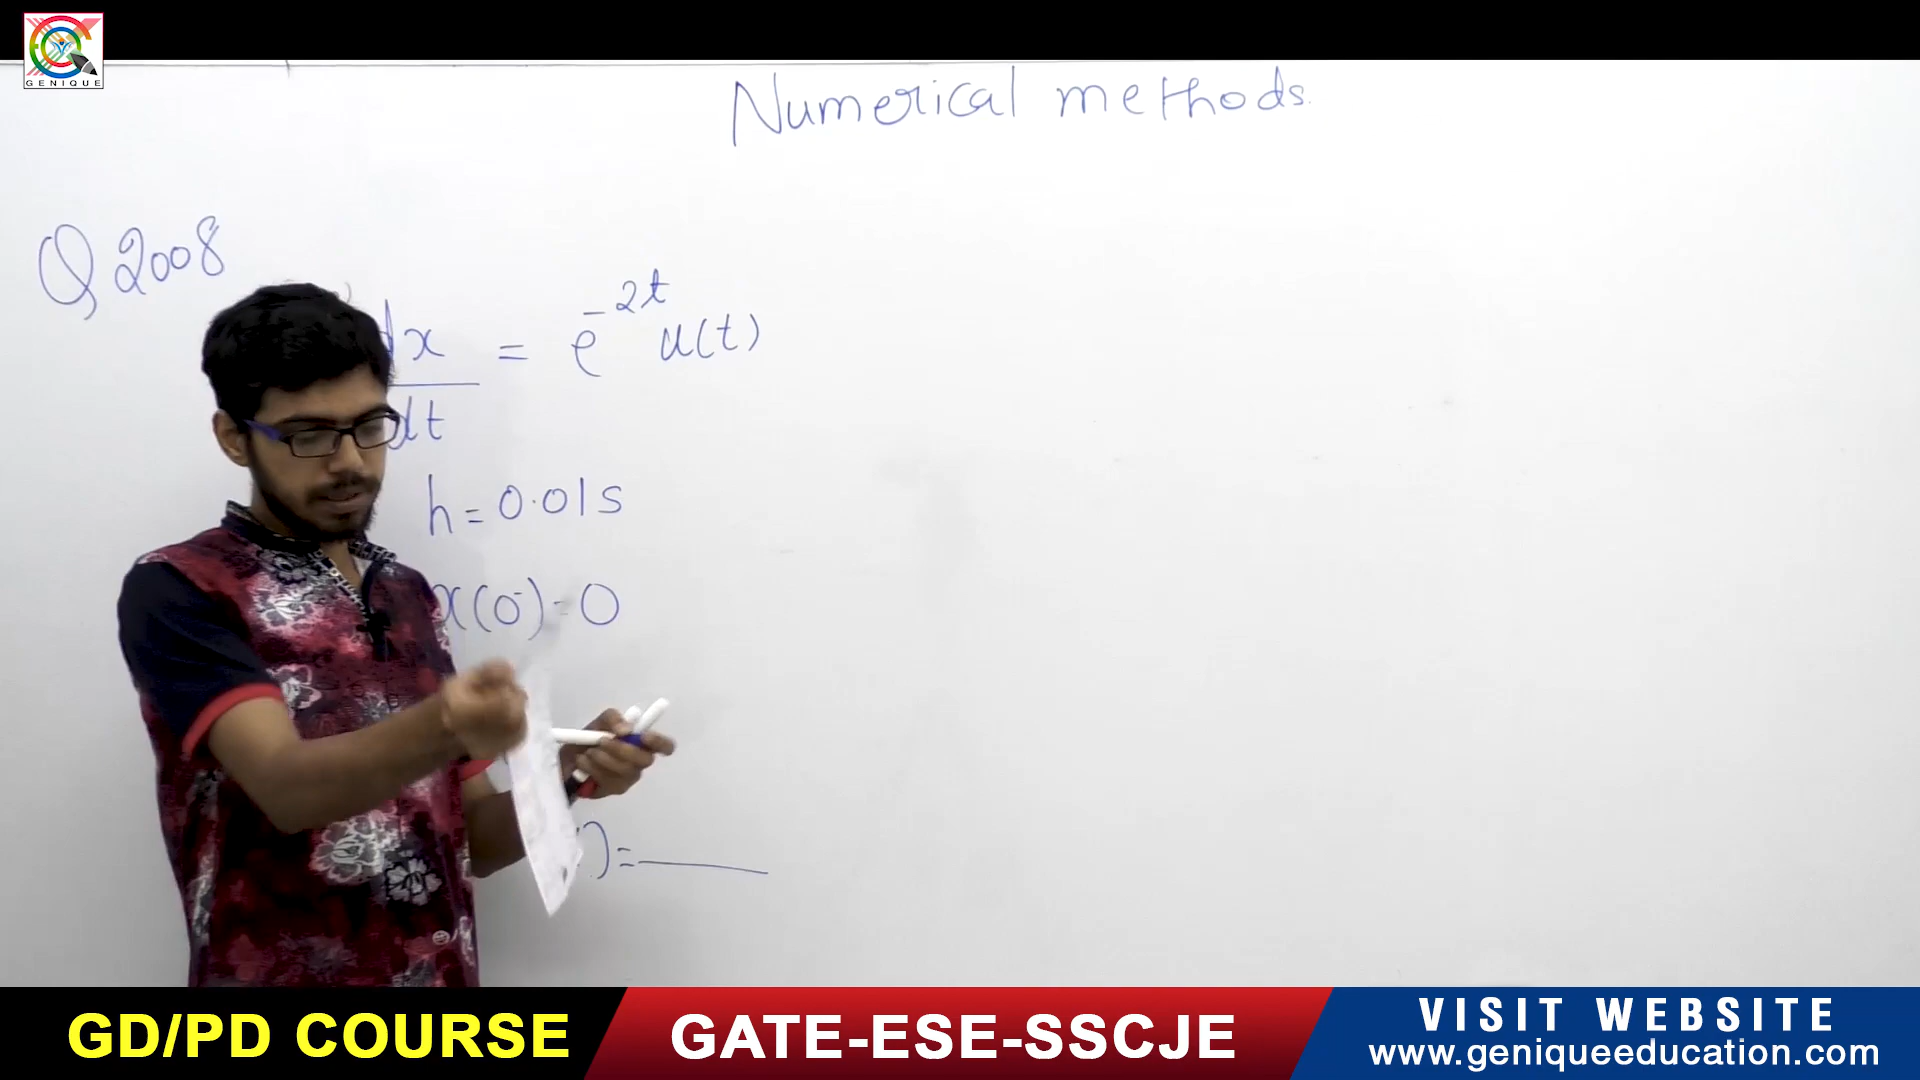 GENIQUE
Numerical methods.
Q 2008
dx/dt = e^-2t u(t)
h = 0.01s
x(0-) = 0
) =
GD/PD COURSE
GATE-ESE-SSCJE
VISIT WEBSITE
www.geniqueeducation.com